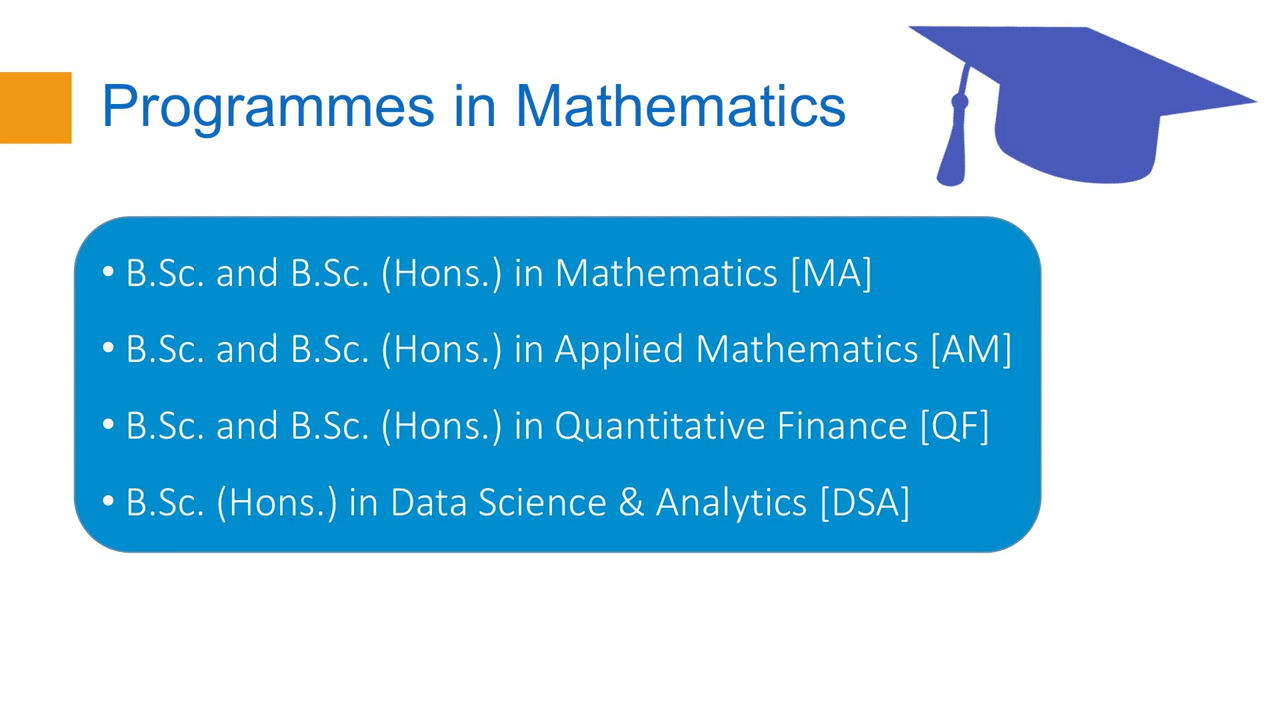 Programmes in Mathematics
• B.Sc. and B.Sc. (Hons.) in Mathematics [MA]
• B.Sc. and B.Sc. (Hons.) in Applied Mathematics [AM]
• B.Sc. and B.Sc. (Hons.) in Quantitative Finance [QF]
• B.Sc. (Hons.) in Data Science & Analytics [DSA]